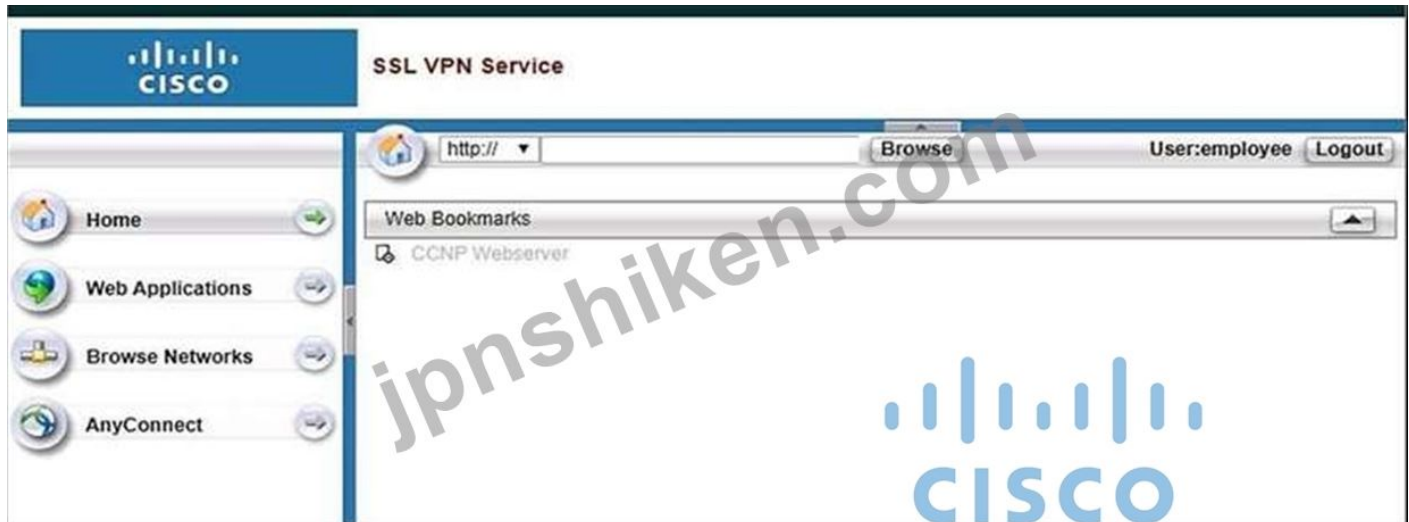 CISCO
SSL VPN Service
http://
Browse
User:employee
Logout
Home
Web Bookmarks
CCNP Webserver
Web Applications
Browse Networks
AnyConnect
jpnshiken.com
CISCO